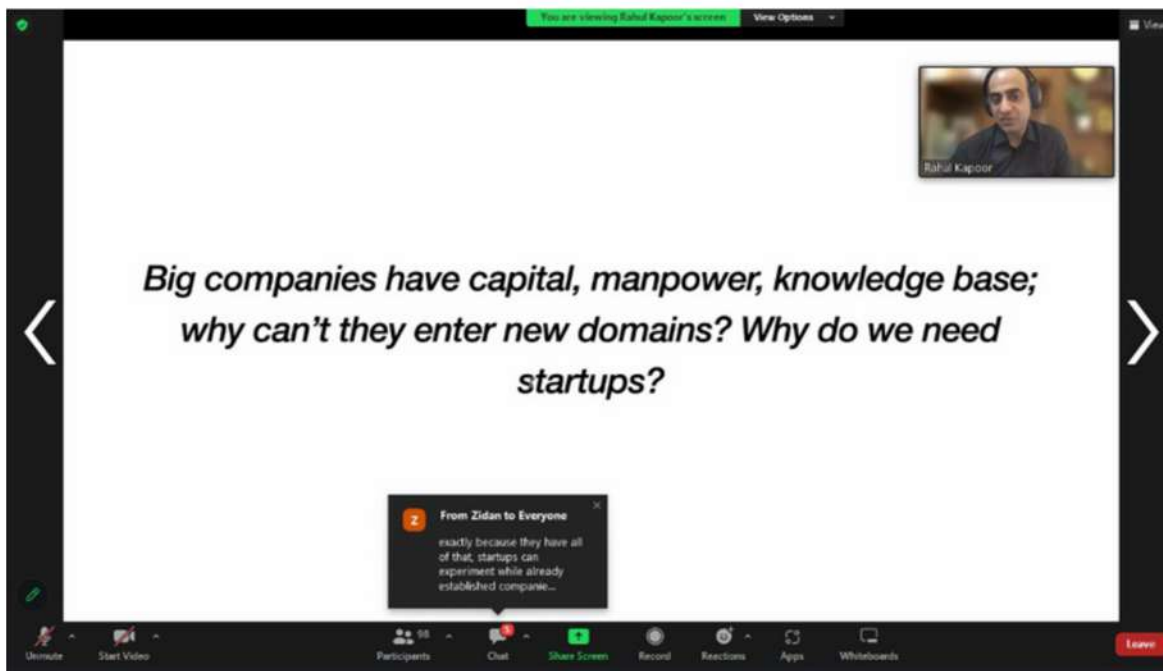 You are viewing Rahul Kapoor's screen
View Options
View
Rahul Kapoor
Big companies have capital, manpower, knowledge base;
why can't they enter new domains? Why do we need
startups?
Z
From Zidan to Everyone
exactly because they have all
of that, startups can
experiment while already
established companie...
Unmute
Start Video
98
Participants
5
Chat
Share Screen
Record
Reactions
Apps
Whiteboards
Leave